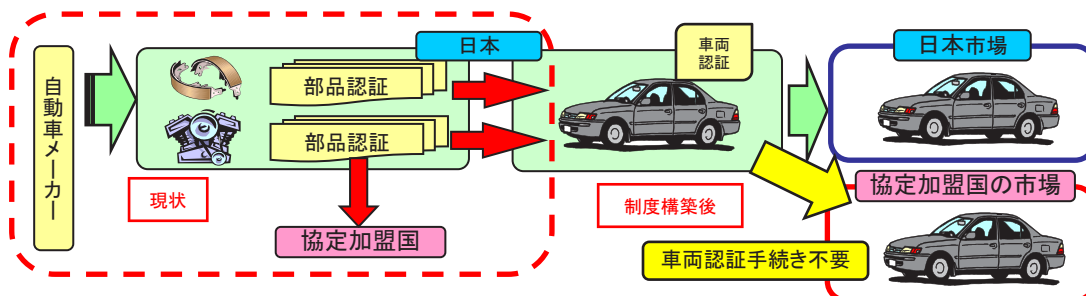 自動車メーカー
日本
部品認証
部品認証
現状
協定加盟国
車両
認証
制度構築後
車両認証手続き不要
日本市場
協定加盟国の市場